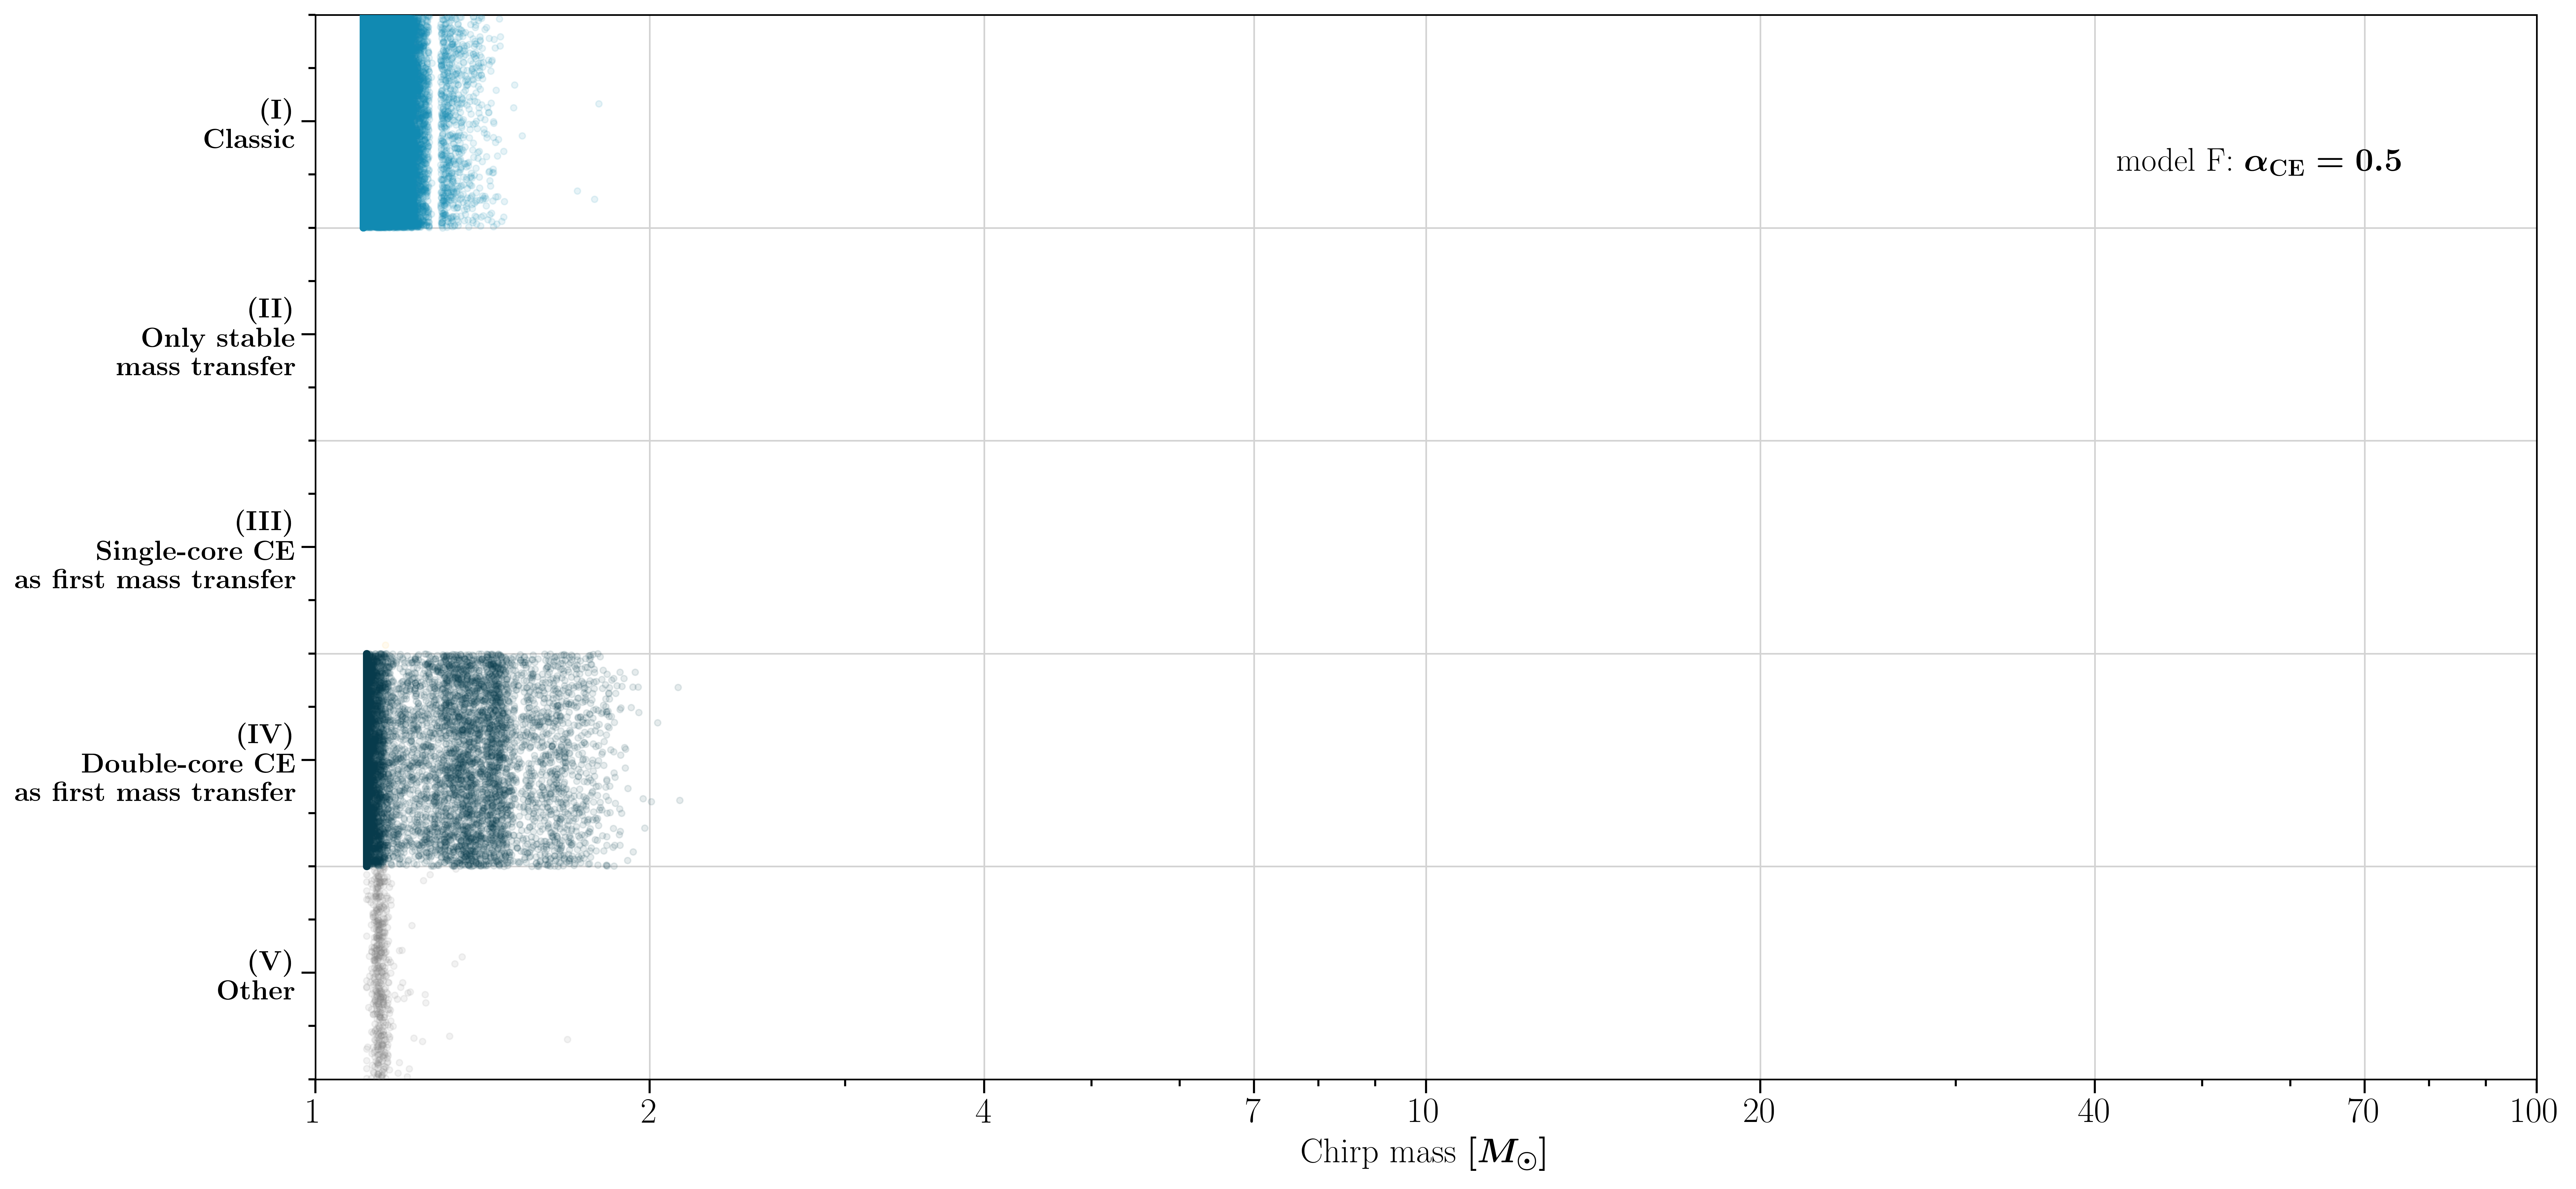 (I)
Classic
model F: α_CE = 0.5
(II)
Only stable
mass transfer
(III)
Single-core CE
as first mass transfer
(IV)
Double-core CE
as first mass transfer
(V)
Other
1 2 4 7 10 20 40 70 100
Chirp mass [M☉]